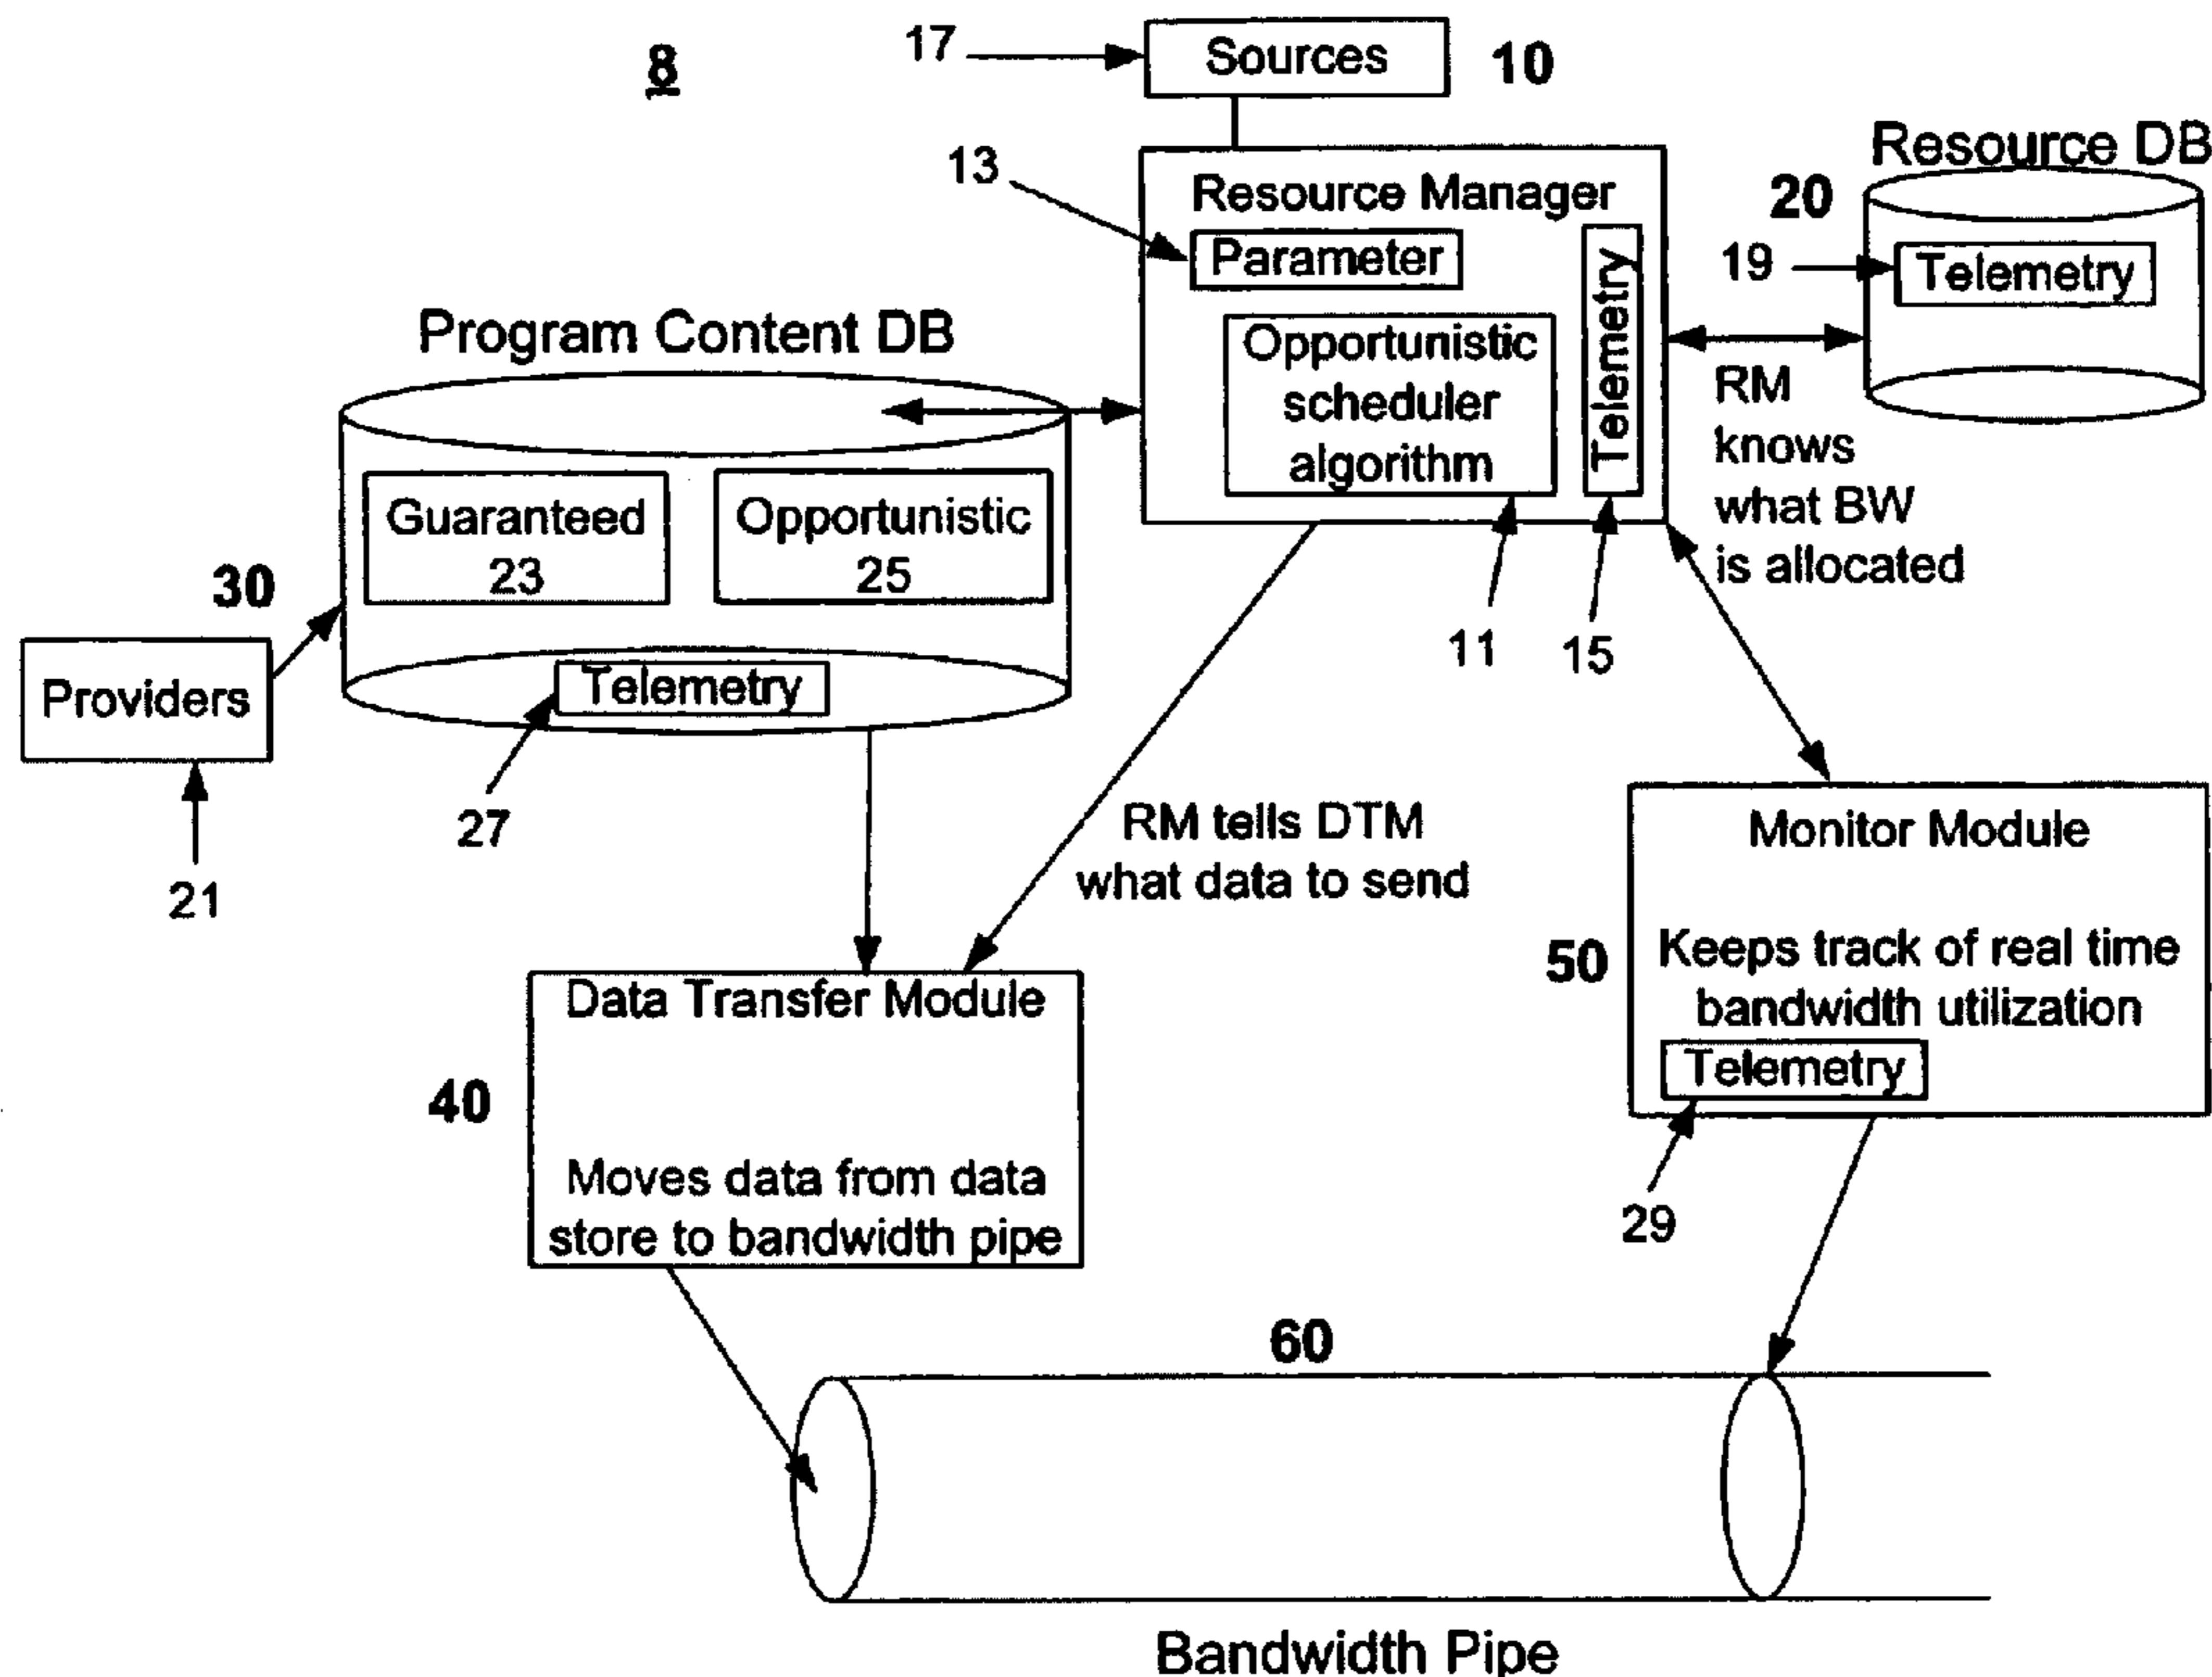 8
17
Sources
10
Resource DB
13
Resource Manager
20
Parameter
19
Telemetry
Telemetry
Opportunistic
scheduler
algorithm
Program Content DB
RM
knows
what BW
is allocated
Guaranteed
23
Opportunistic
25
30
11
15
Providers
Telemetry
27
21
RM tells DTM
what data to send
Monitor Module
50
Keeps track of real time
bandwidth utilization
Telemetry
29
Data Transfer Module
40
Moves data from data
store to bandwidth pipe
60
Bandwidth Pipe